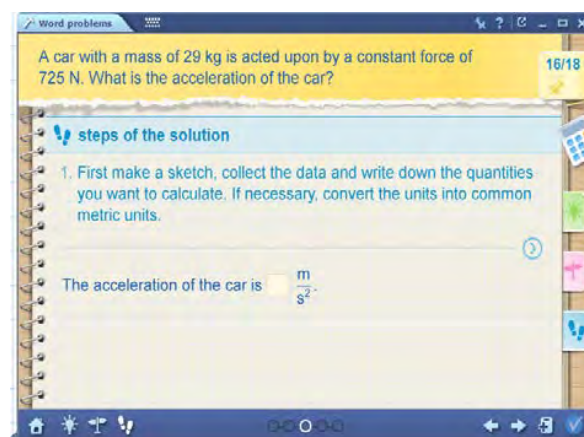 Word problems
A car with a mass of 29 kg is acted upon by a constant force of
725 N. What is the acceleration of the car?
16/18
steps of the solution
1. First make a sketch, collect the data and write down the quantities
you want to calculate. If necessary, convert the units into common
metric units.
The acceleration of the car is m/s².